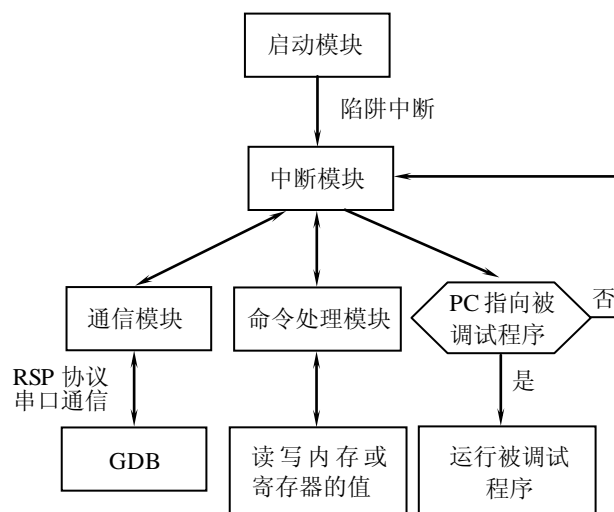 启动模块
陷阱中断
中断模块
通信模块
命令处理模块
PC 指向被
调试程序
否
RSP 协议
串口通信
是
GDB
读写内存或
寄存器的值
运行被调试
程序